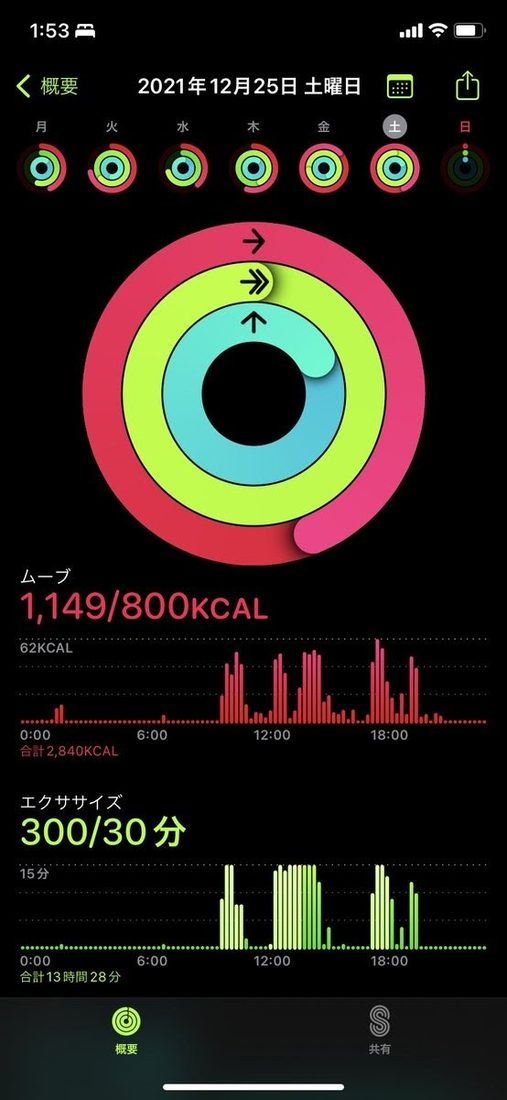 1:53
概要
2021年12月25日 土曜日
月 火 水 木 金 土 日
ムーブ
1,149/800KCAL
62KCAL
0:00 6:00 12:00 18:00
合計2,840KCAL
エクササイズ
300/30分
15分
0:00 6:00 12:00 18:00
合計13時間28分
概要 共有